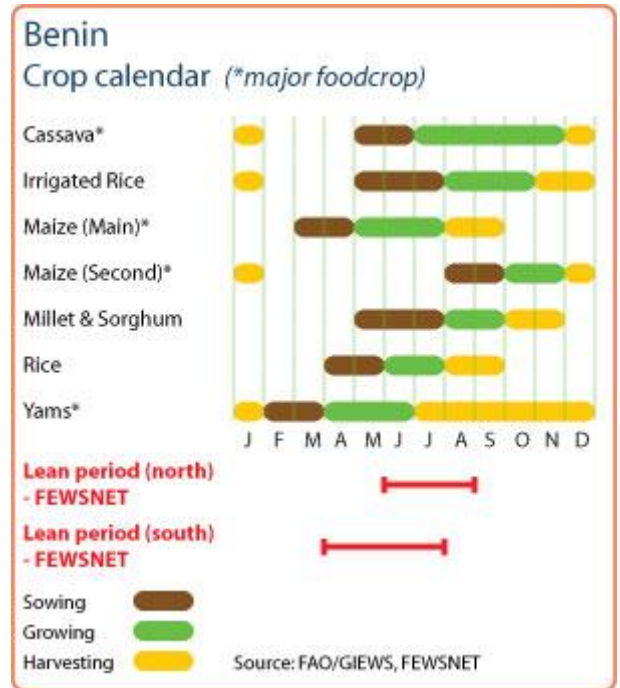 Benin
Crop calendar (*major foodcrop)
Cassava*
Irrigated Rice
Maize (Main)*
Maize (Second)*
Millet & Sorghum
Rice
Yams*
J F M A M J J A S O N D
Lean period (north)
- FEWSNET
Lean period (south)
- FEWSNET
Sowing
Growing
Harvesting
Source: FAO/GIEWS, FEWSNET